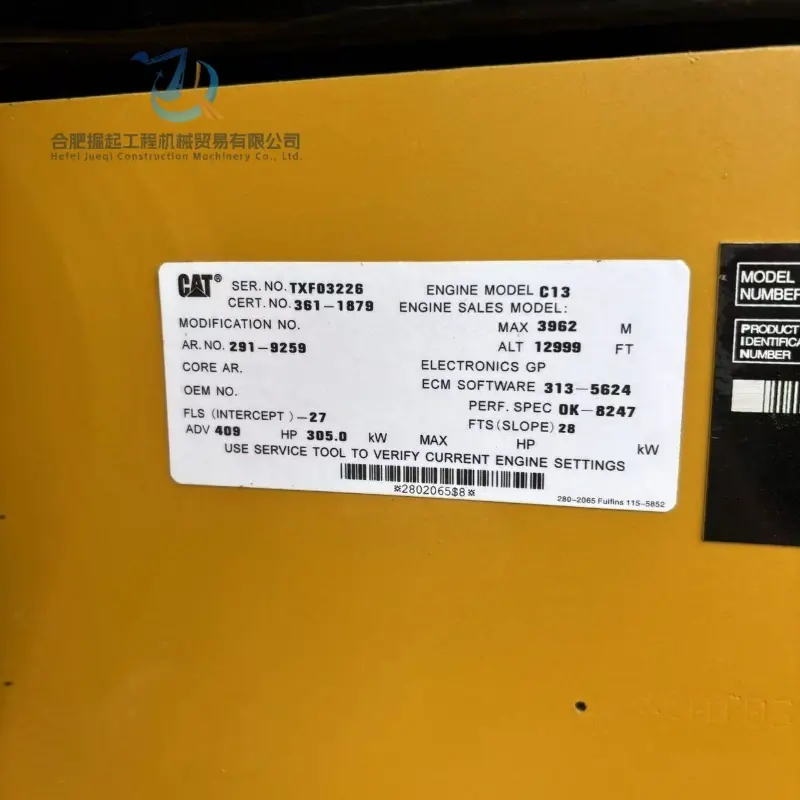 合肥掘起工程机械贸易有限公司
Hefei Jueqi Construction Machinery Co., Ltd.
CAT® SER. NO. TXF03226 ENGINE MODEL C13
CERT. NO. 361-1879 ENGINE SALES MODEL:
MODIFICATION NO. MAX 3962 M
AR. NO. 291-9259 ALT 12999 FT
CORE AR. ELECTRONICS GP
OEM NO. ECM SOFTWARE 313-5624
FLS (INTERCEPT) -27 PERF. SPEC 0K-8247
FTS (SLOPE) 28
ADV 409 HP 305.0 kW MAX HP kW
USE SERVICE TOOL TO VERIFY CURRENT ENGINE SETTINGS
¤2802065$8¤
280-2065 Fulfins 115-5852
MODEL
NUMBER
PRODUCT
NUMBER